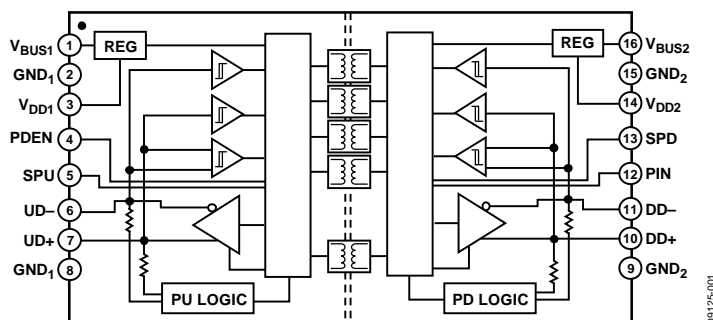 VBUS1 1 REG
GND1 2
VDD1 3
PDEN 4
SPU 5
UD– 6
UD+ 7
GND1 8
PU LOGIC
REG 16 VBUS2
15 GND2
14 VDD2
13 SPD
12 PIN
11 DD–
10 DD+
9 GND2
PD LOGIC
09125-001